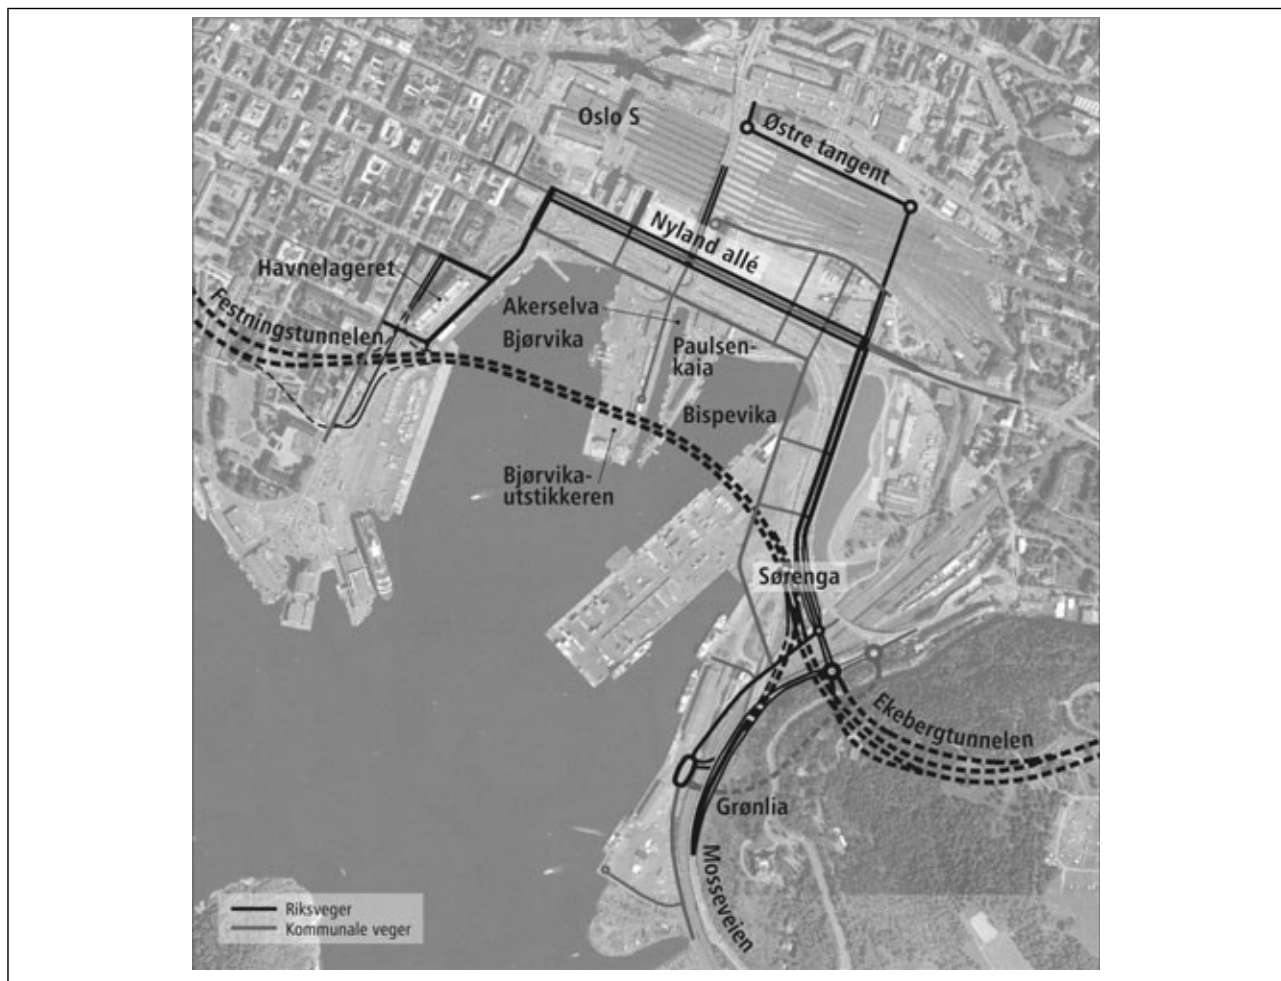 Oslo S
Østre tangent
Nyland allé
Havnelageret
Festningstunnelen
Akerselva
Bjørvika
Paulsen-
kaia
Bispevika
Bjørvika-
utstikkeren
Sørenga
Ekebergtunnelen
Grønlia
Mosseveien
Riksveger
Kommunale veger